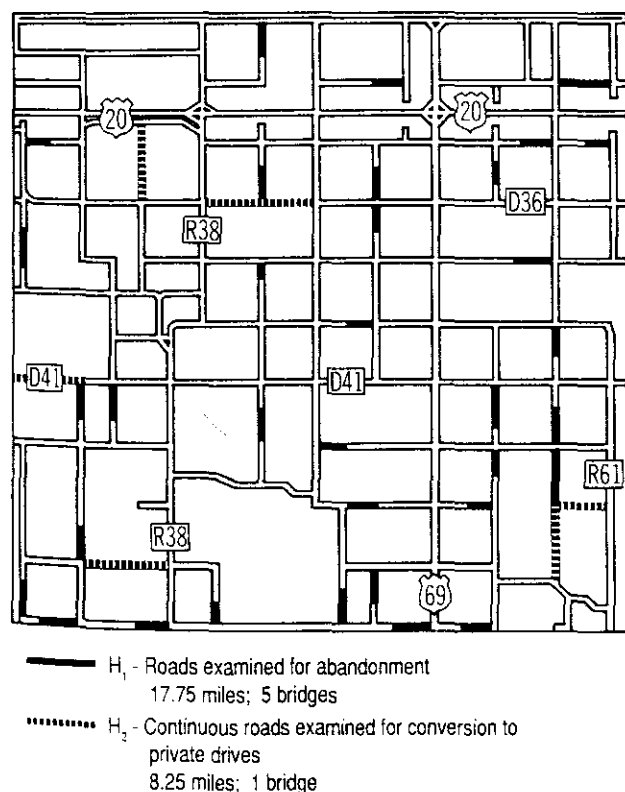 20
20
D36
R38
D41
D41
R61
R38
69
H₁ - Roads examined for abandonment
17.75 miles; 5 bridges
H₂ - Continuous roads examined for conversion to
private drives
8.25 miles; 1 bridge